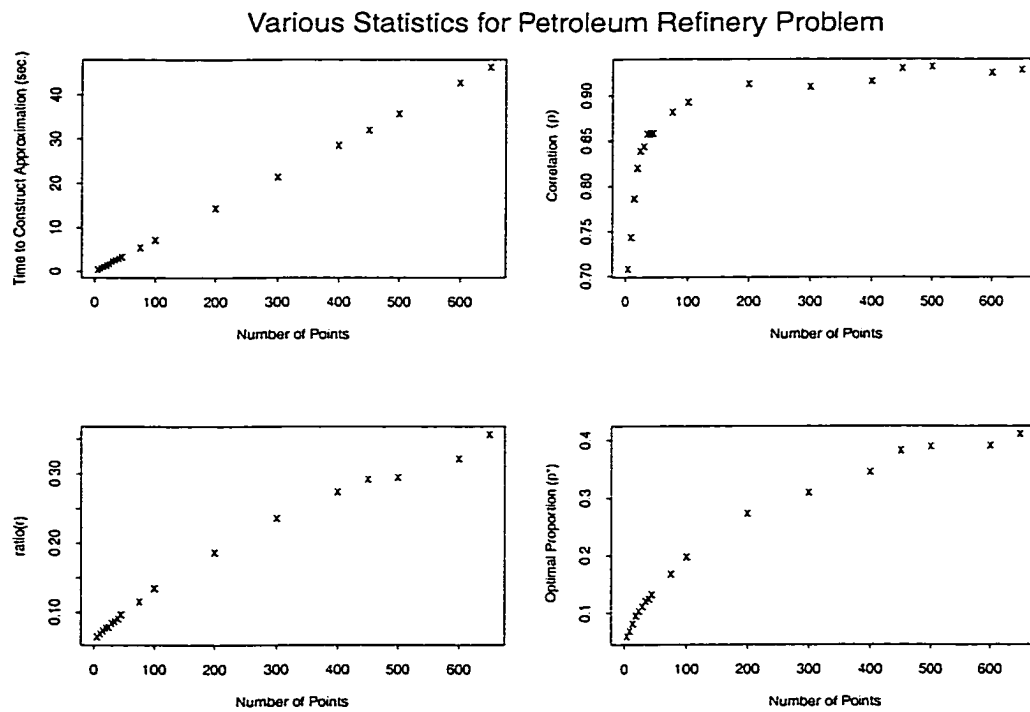 Various Statistics for Petroleum Refinery Problem
Time to Construct Approximation (sec.)
40
30
20
10
0
0 100 200 300 400 500 600
Number of Points
Correlation (ρ)
0.90
0.85
0.80
0.75
0.70
0 100 200 300 400 500 600
Number of Points
ratio(r)
0.30
0.20
0.10
0 100 200 300 400 500 600
Number of Points
Optimal Proportion (p*)
0.4
0.3
0.2
0.1
0 100 200 300 400 500 600
Number of Points